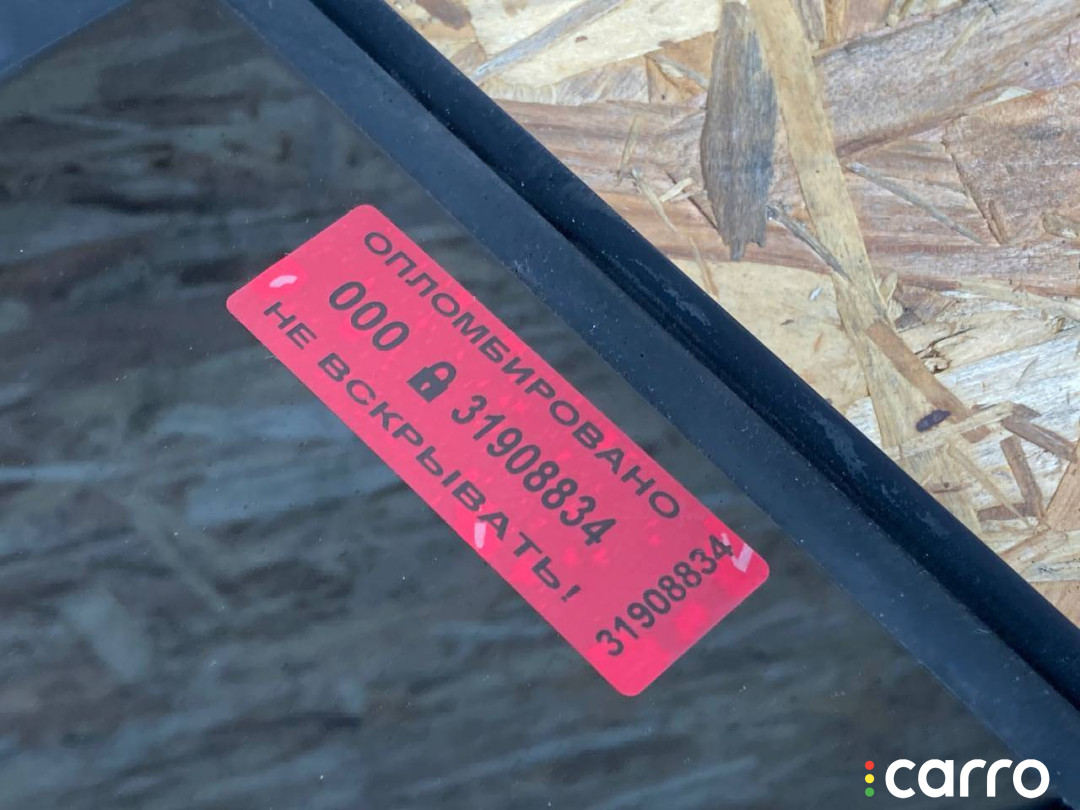 ОПЛОМБИРОВАНО
000 31908834
НЕ ВСКРЫВАТЬ!
31908834
carro